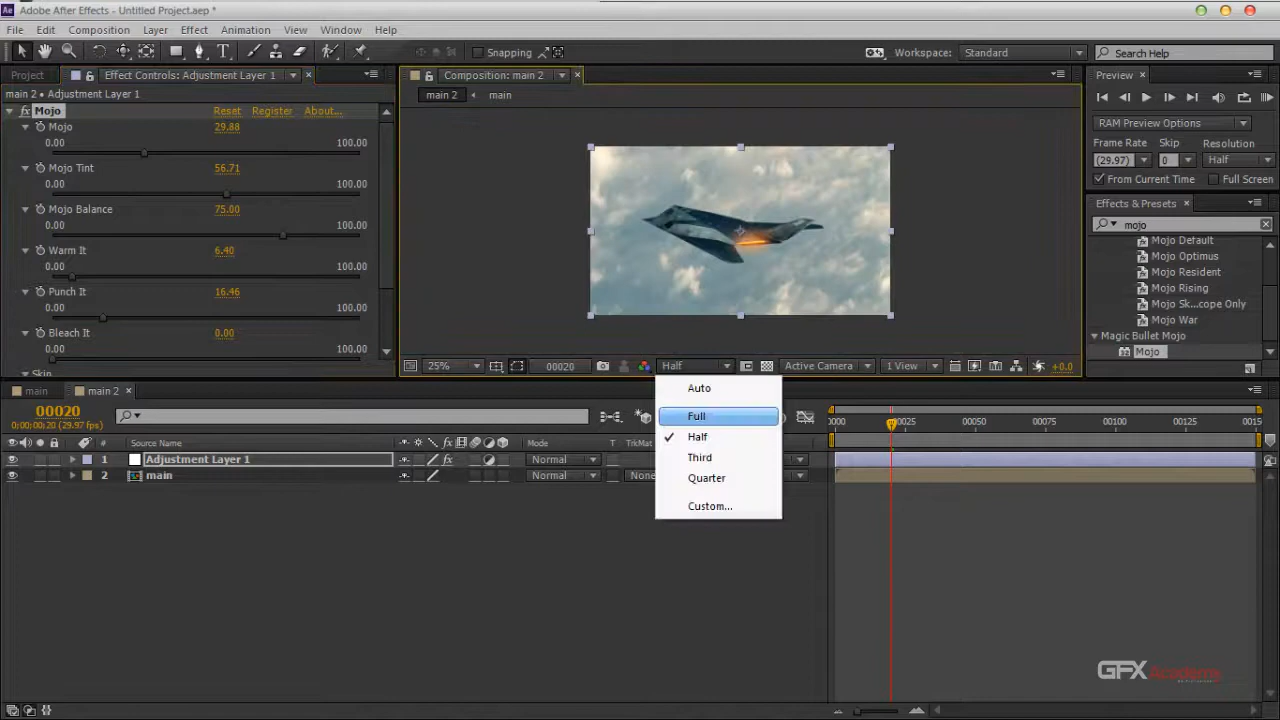 Ae Adobe After Effects - Untitled Project.aep *
File Edit Composition Layer Effect Animation View Window Help
T Snapping Workspace: Standard Search Help
Project Effect Controls: Adjustment Layer 1 Composition: main 2 Preview
main 2 • Adjustment Layer 1
main 2 main
fx Mojo Reset Register About...
Mojo 29.88
0.00 100.00
Mojo Tint 56.71
0.00 100.00
Mojo Balance 75.00
0.00 100.00
Warm It 6.40
0.00 100.00
Punch It 16.46
0.00 100.00
Bleach It 0.00
0.00 100.00
Skin
25% 00020 Half Active Camera 1 View +0.0
RAM Preview Options
Frame Rate Skip Resolution
(29.97) 0 Half
From Current Time Full Screen
Effects & Presets
mojo
Mojo Default
Mojo Optimus
Mojo Resident
Mojo Rising
Mojo Sk...cope Only
Mojo War
Magic Bullet Mojo
Mojo
Auto
Full
Half
Third
Quarter
Custom...
main main 2
00020
0:00:00:20 (29.97 fps)
0000 00025 00050 00075 00100 00125 0015
# Source Name fx Mode T TrkMat
1 Adjustment Layer 1 fx Normal
2 main Normal None
GFX Academy